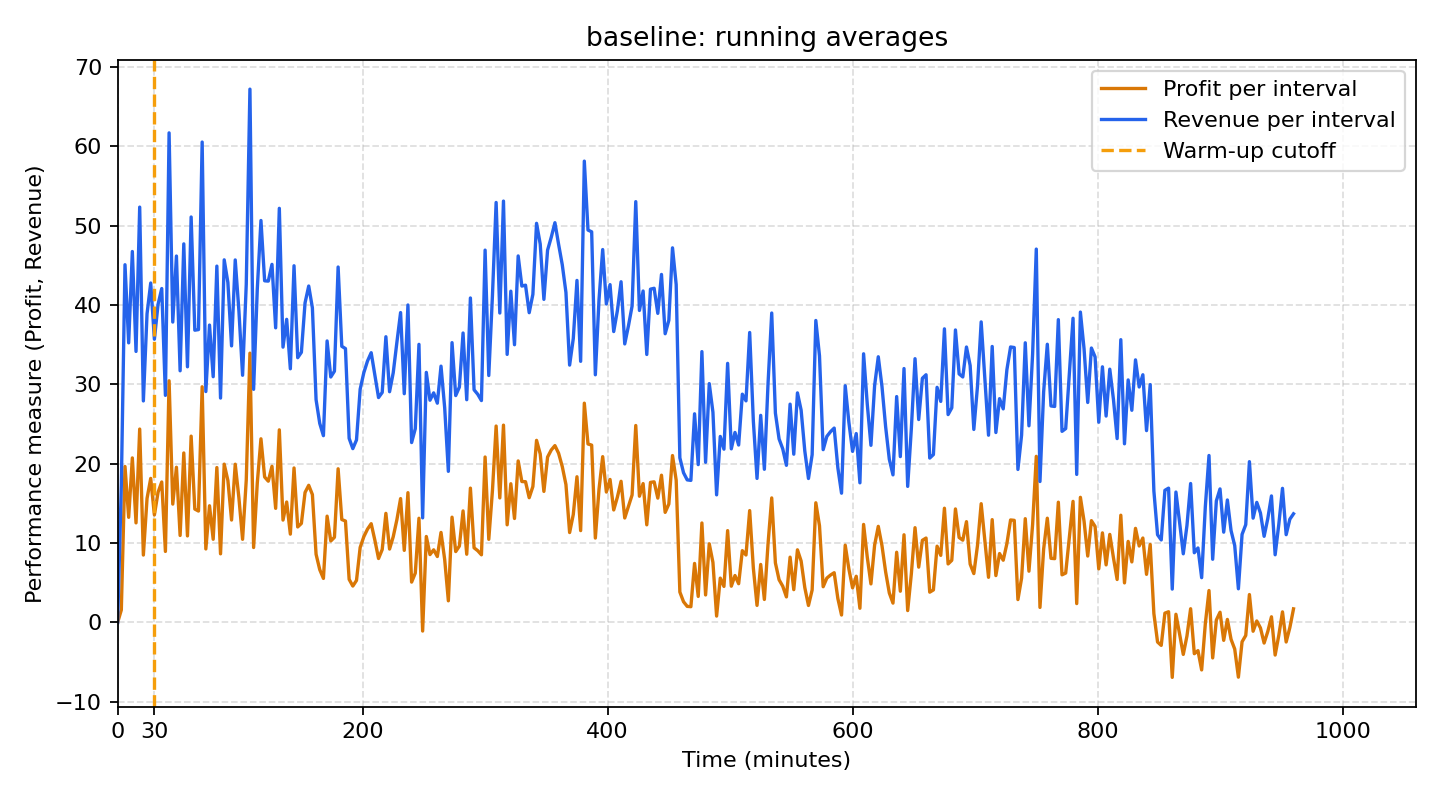 baseline: running averages
Profit per interval
Revenue per interval
Warm-up cutoff
Performance measure (Profit, Revenue)
70
60
50
40
30
20
10
0
−10
0 30 200 400 600 800 1000
Time (minutes)